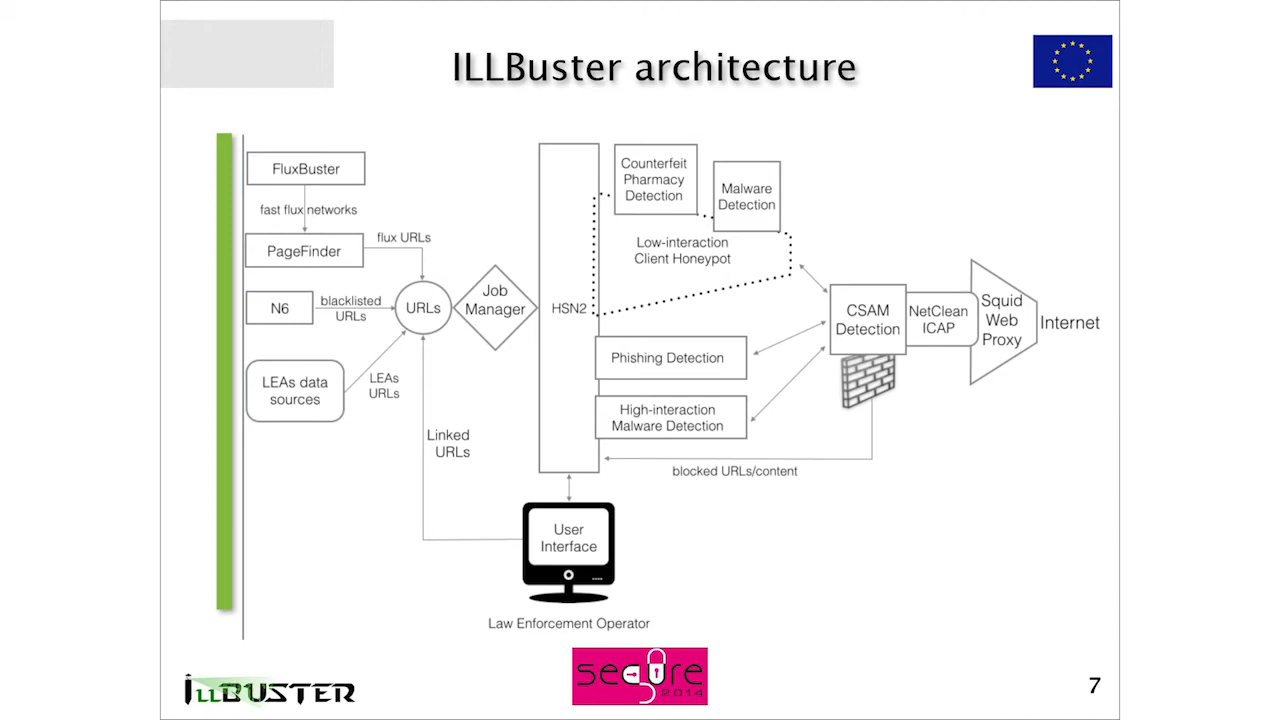 ILLBuster architecture
FluxBuster
fast flux networks
PageFinder
flux URLs
N6
blacklisted
URLs
URLs
LEAs data
sources
LEAs
URLs
Linked
URLs
Job
Manager
HSN2
Counterfeit
Pharmacy
Detection
Malware
Detection
Low-interaction
Client Honeypot
Phishing Detection
High-interaction
Malware Detection
CSAM
Detection
NetClean
ICAP
Squid
Web
Proxy
Internet
blocked URLs/content
User
Interface
Law Enforcement Operator
ILLBUSTER
secure
2014
7